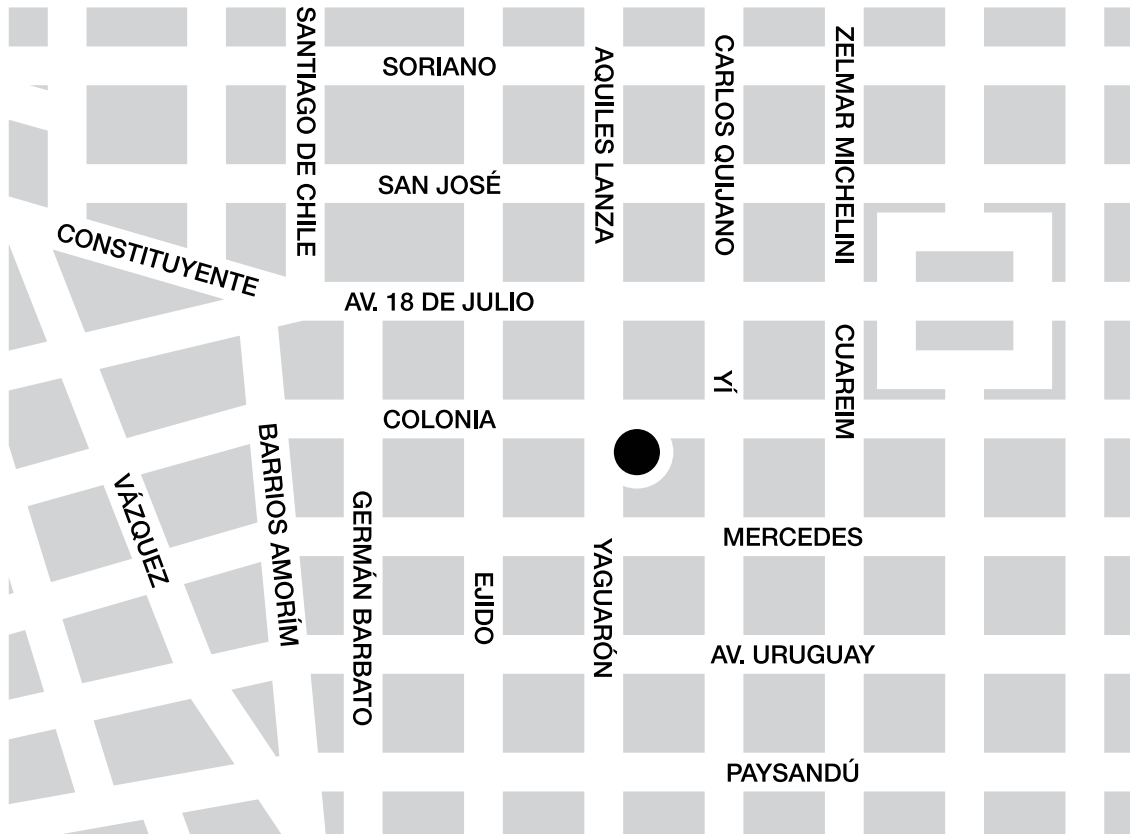 SANTIAGO DE CHILE
SORIANO
AQUILES LANZA
CARLOS QUIJANO
ZELMAR MICHELINI
SAN JOSÉ
CONSTITUYENTE
AV. 18 DE JULIO
CUAREIM
YÍ
COLONIA
BARRIOS AMORÍM
VÁZQUEZ
GERMÁN BARBATO
MERCEDES
YAGUARÓN
EJIDO
AV. URUGUAY
PAYSANDÚ